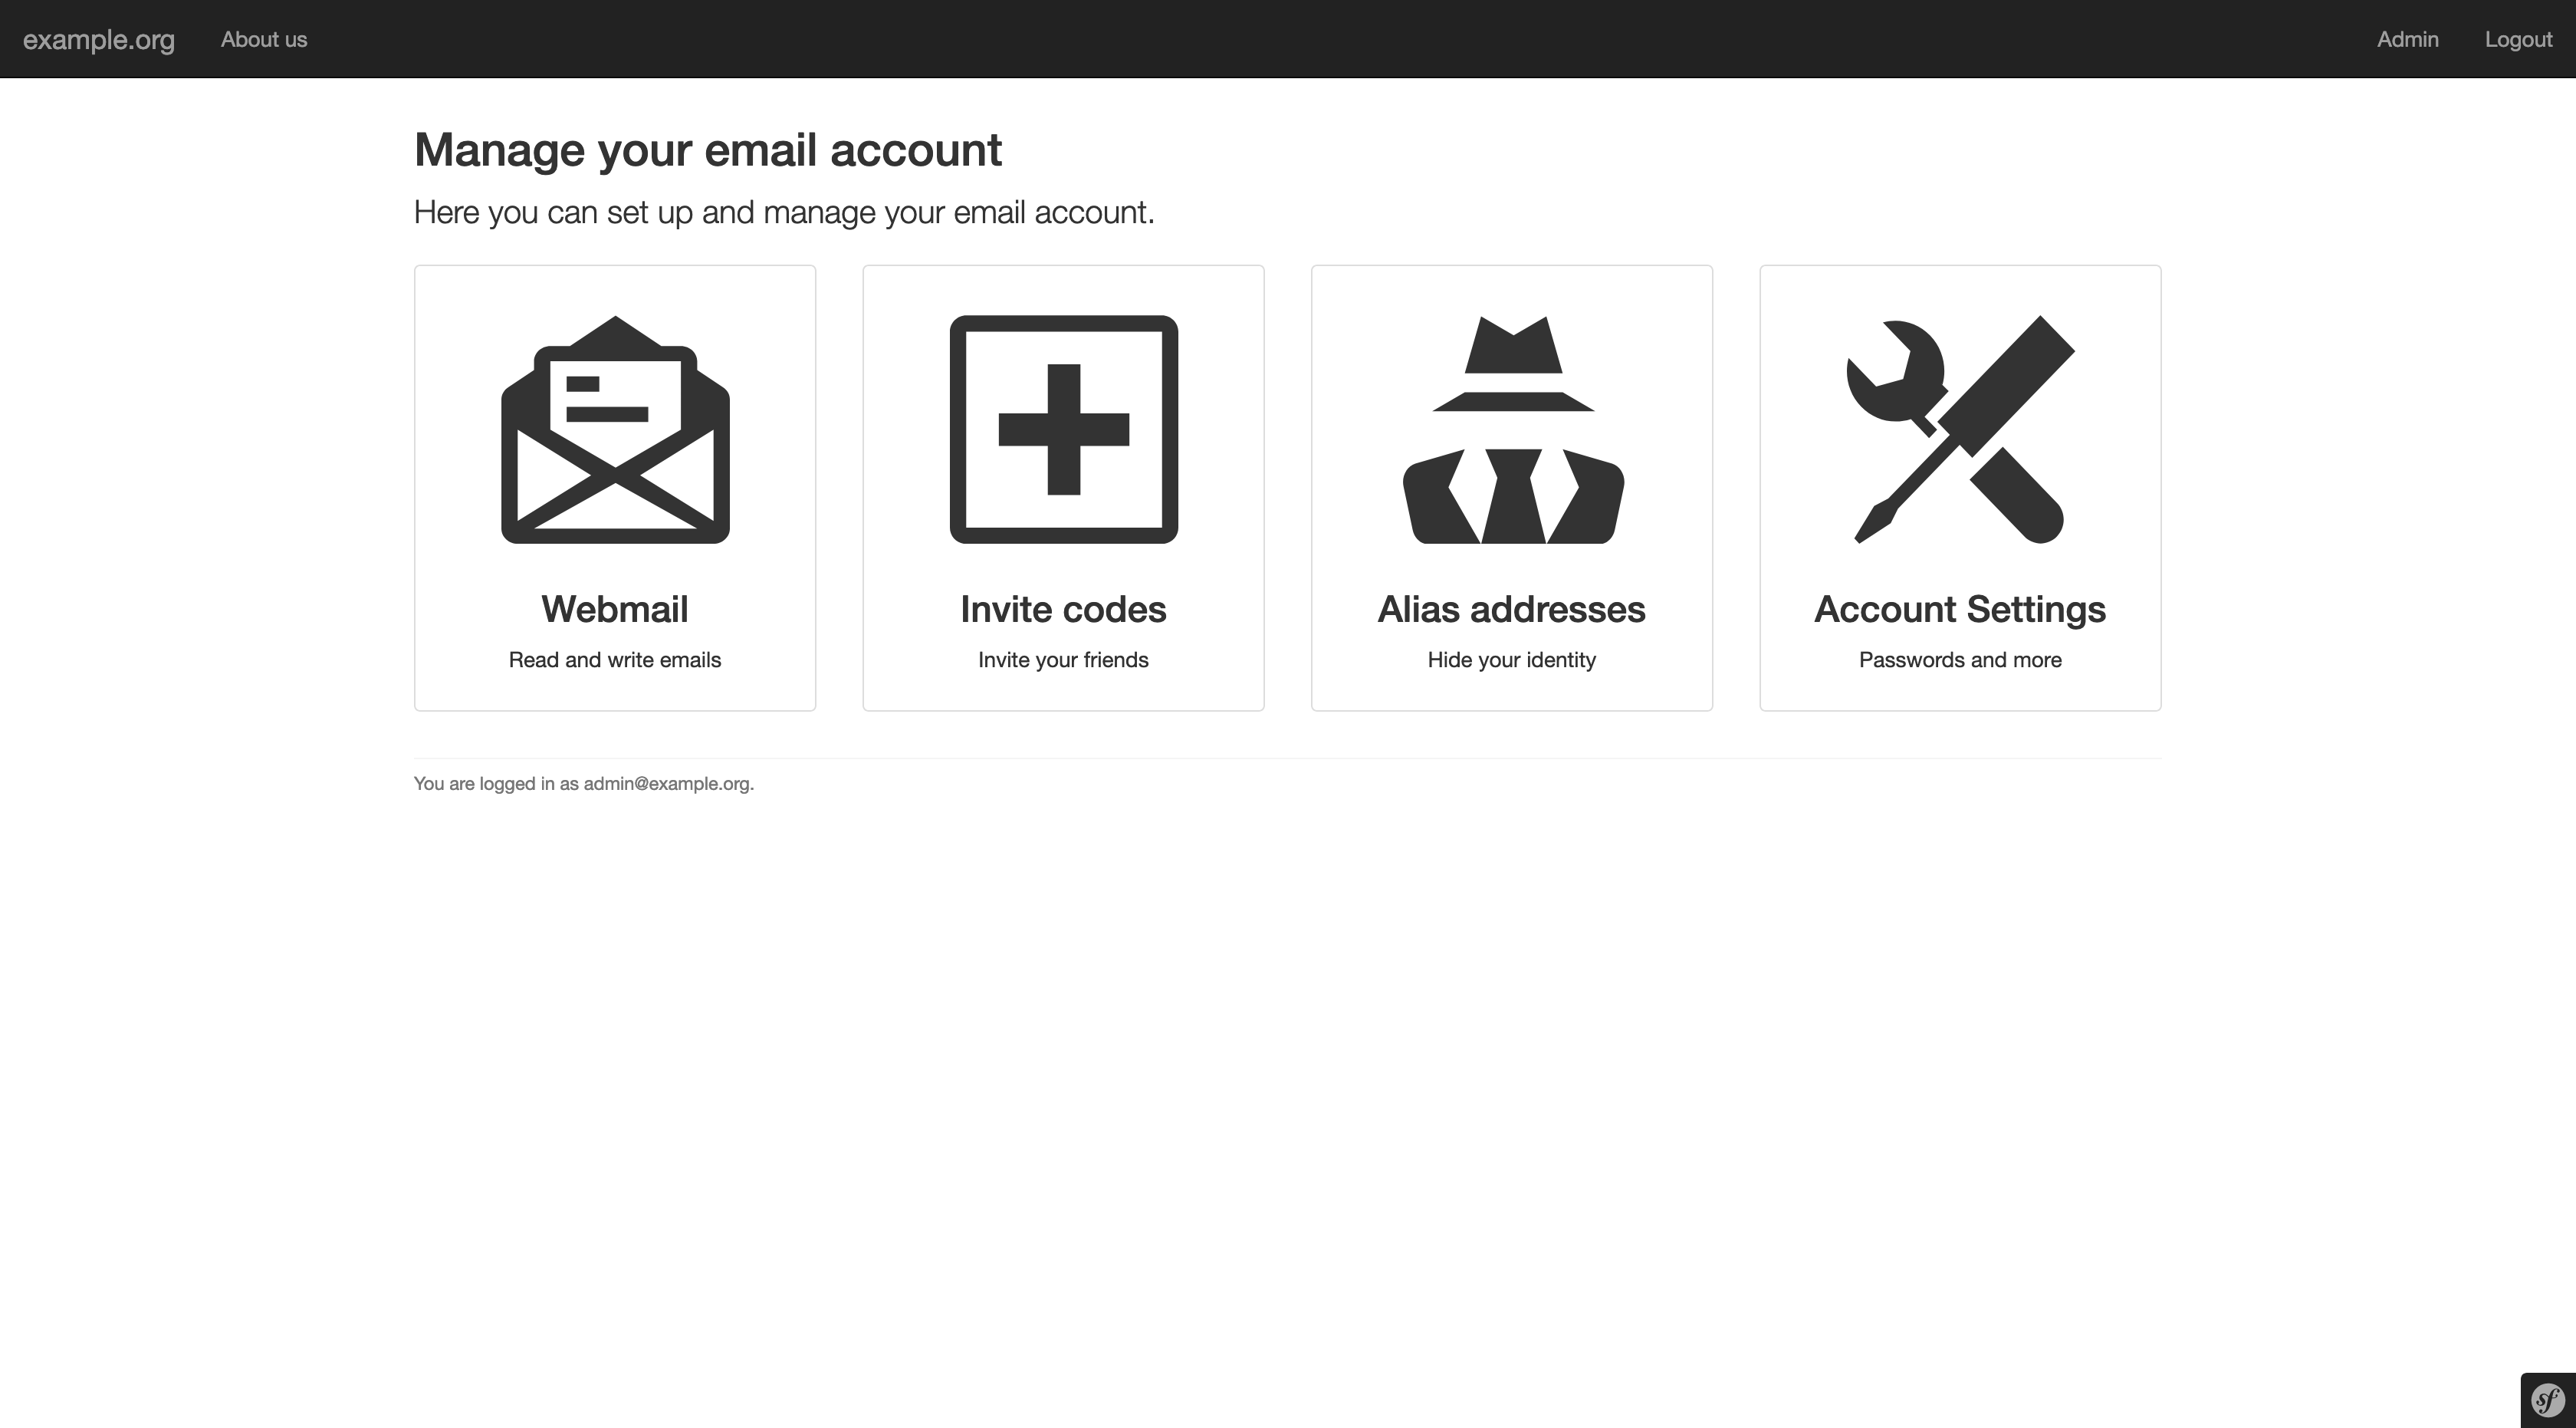 example.org About us Admin Logout
Manage your email account
Here you can set up and manage your email account.
Webmail
Read and write emails
Invite codes
Invite your friends
Alias addresses
Hide your identity
Account Settings
Passwords and more
You are logged in as admin@example.org.
sf